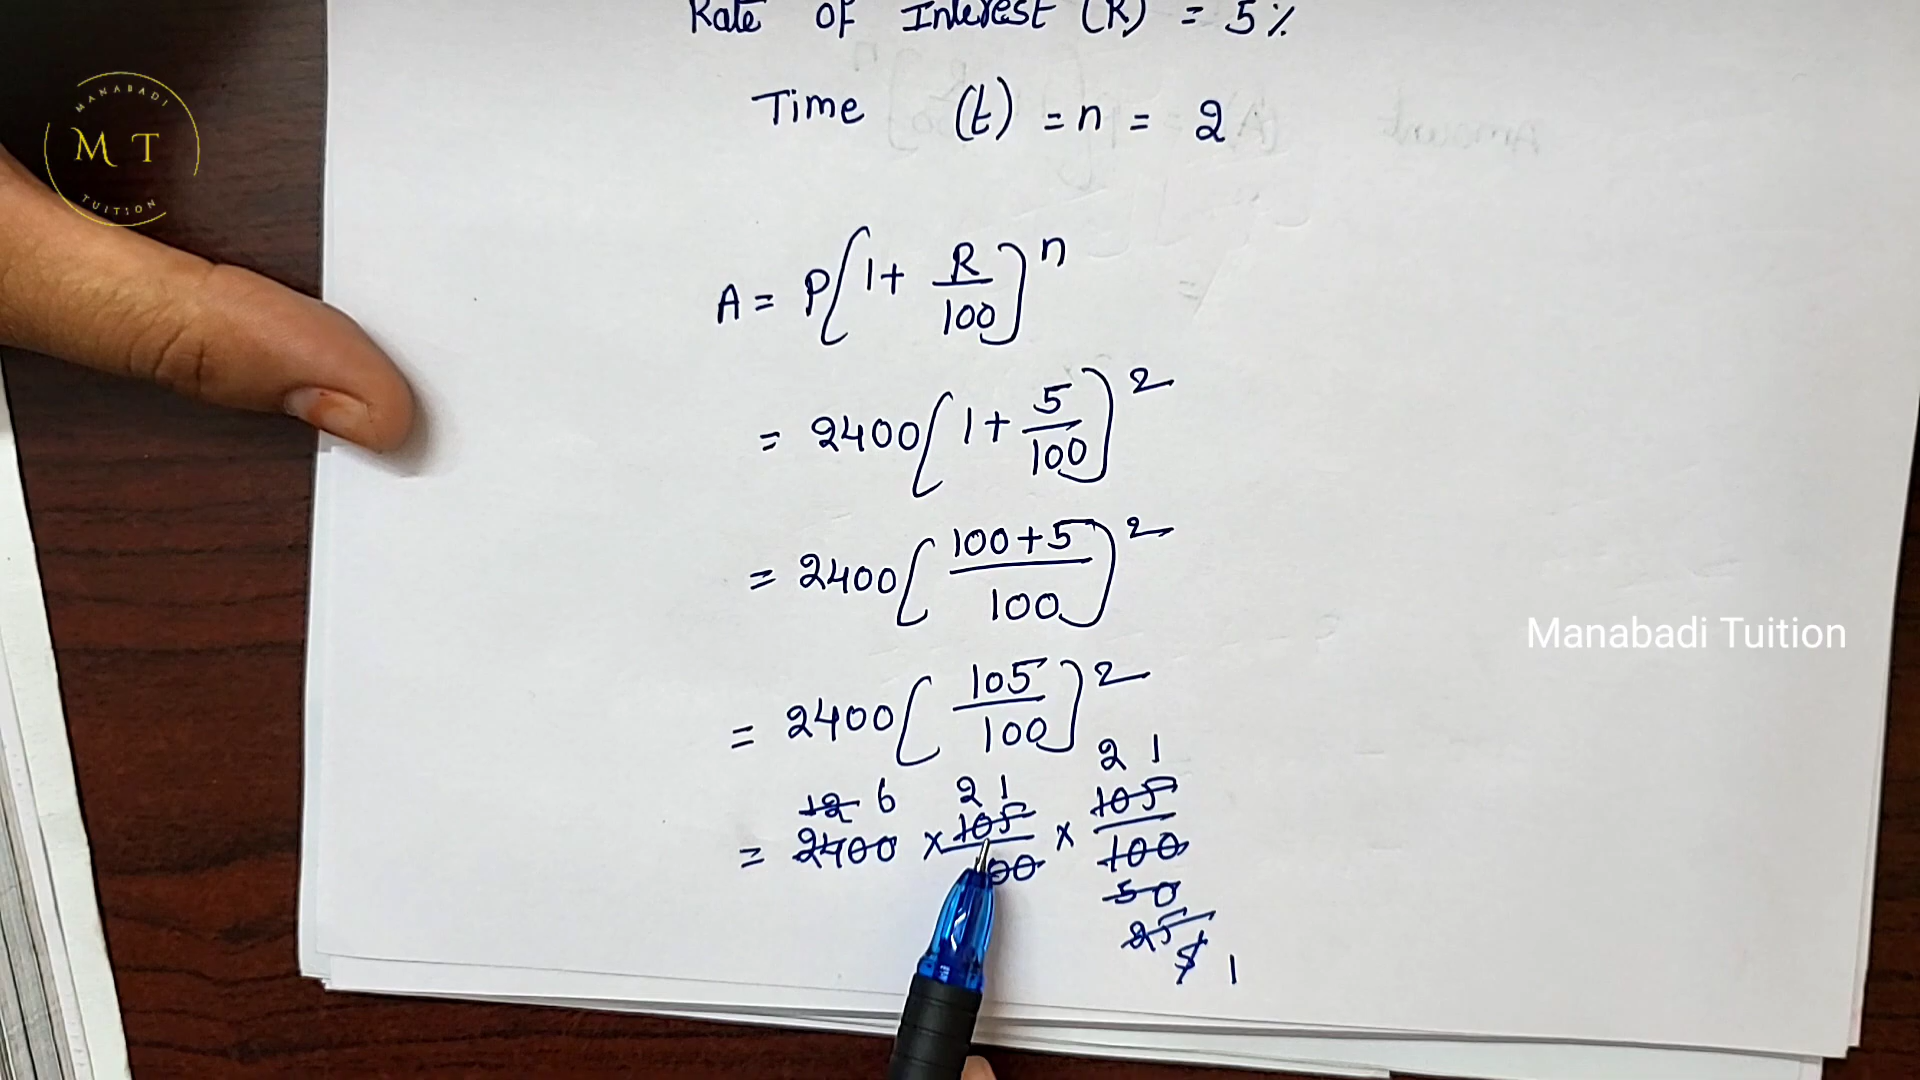 Rate of Interest (R) = 5%
MANABADI
M T
TUITION
Time (t) = n = 2
A = P[1 + R/100]^n
= 2400[1 + 5/100]^2
= 2400[100+5/100]^2
Manabadi Tuition
= 2400[105/100]^2
12 6 21 21
= 2400 × 105/100 × 105/100
50
25
5 1